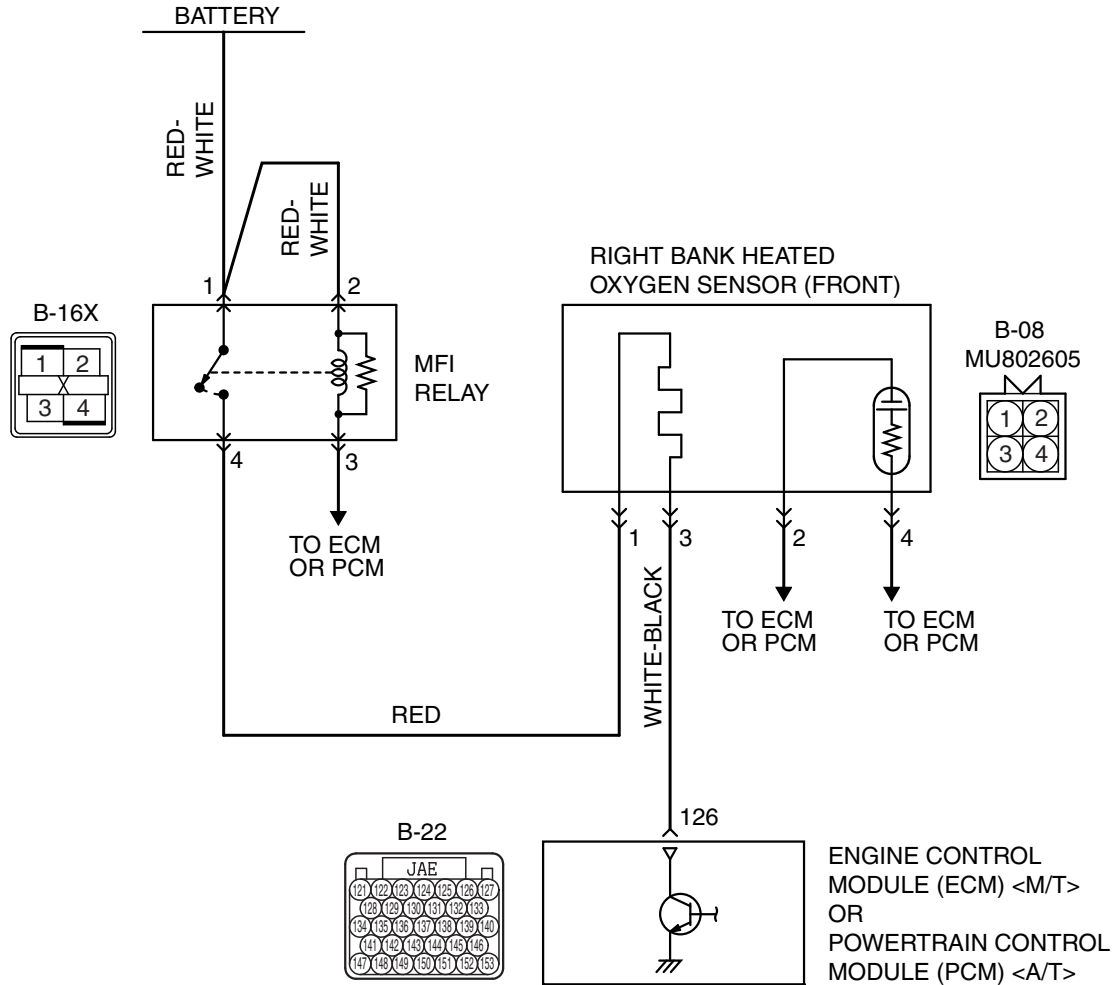 BATTERY
RED-
WHITE
RED-
WHITE
1
2
B-16X
1 2
X
3 4
MFI
RELAY
4
3
TO ECM
OR PCM
RIGHT BANK HEATED
OXYGEN SENSOR (FRONT)
B-08
MU802605
1 2
3 4
1
3
2
4
TO ECM
OR PCM
TO ECM
OR PCM
WHITE-BLACK
RED
126
B-22
JAE
121 122 123 124 125 126 127
128 129 130 131 132 133
134 135 136 137 138 139 140
141 142 143 144 145 146
147 148 149 150 151 152 153
ENGINE CONTROL
MODULE (ECM) <M/T>
OR
POWERTRAIN CONTROL
MODULE (PCM) <A/T>